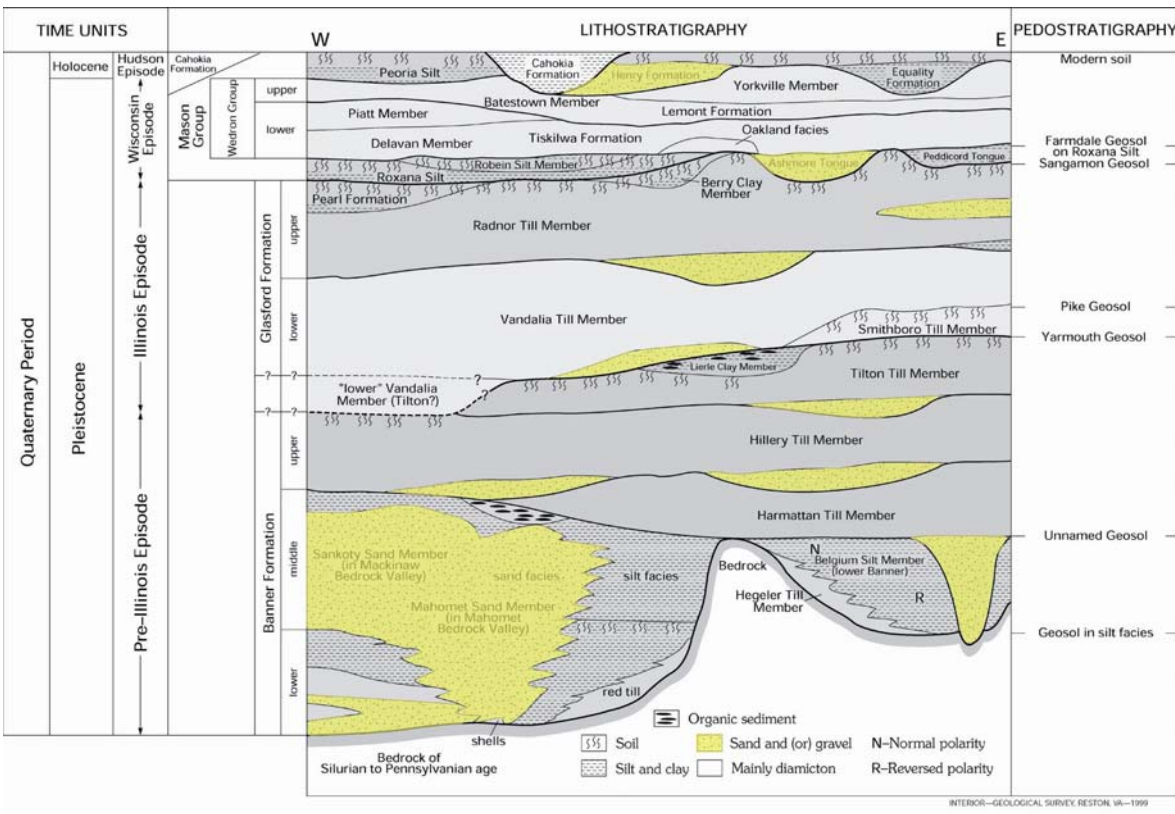 TIME UNITS
LITHOSTRATIGRAPHY
PEDOSTRATIGRAPHY
W
E
Quaternary Period
Holocene
Pleistocene
Hudson
Episode
Wisconsin
Episode
Illinois Episode
Pre–Illinois Episode
Cahokia
Formation
Mason
Group
Wedron Group
upper
lower
Glasford Formation
upper
lower
Banner Formation
upper
middle
lower
Peoria Silt
Cahokia
Formation
Henry Formation
Yorkville Member
Equality
Formation
Batestown Member
Piatt Member
Lemont Formation
Tiskilwa Formation
Oakland facies
Delavan Member
Robein Silt Member
Ashmore Tongue
Peddicord Tongue
Roxana Silt
Berry Clay
Member
Pearl Formation
Radnor Till Member
Vandalia Till Member
Smithboro Till Member
Lierle Clay Member
Tilton Till Member
?
?
?
?
"lower" Vandalia
Member (Tilton?)
?
?
Hillery Till Member
Harmattan Till Member
Sankoty Sand Member
(in Mackinaw
Bedrock Valley)
sand facies
silt facies
Bedrock
N
Belgium Silt Member
(lower Banner)
Hegeler Till
Member
R
Mahomet Sand Member
(in Mahomet
Bedrock Valley)
red till
shells
Bedrock of
Silurian to Pennsylvanian age
Modern soil
Farmdale Geosol
on Roxana Silt
Sangamon Geosol
Pike Geosol
Yarmouth Geosol
Unnamed Geosol
Geosol in silt facies
Organic sediment
Soil
Sand and (or) gravel
N–Normal polarity
Silt and clay
Mainly diamicton
R–Reversed polarity
INTERIOR—GEOLOGICAL SURVEY, RESTON, VA—1999